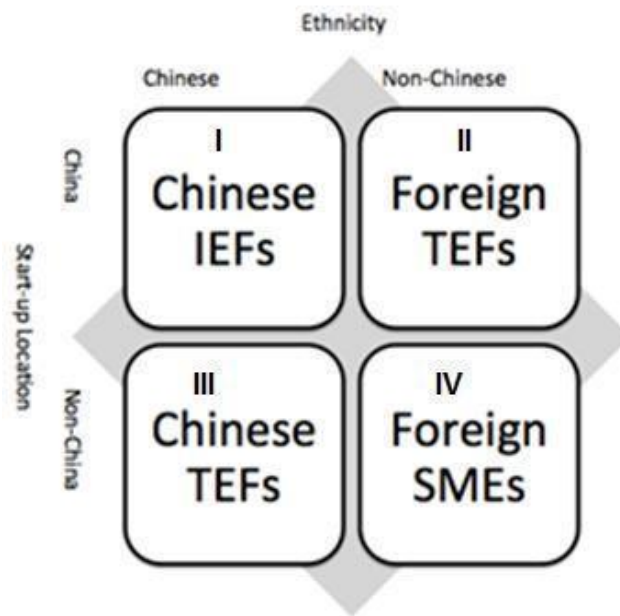 Ethnicity
Chinese
Non-Chinese
Start-up Location
China
I
Chinese
IEFs
II
Foreign
TEFs
Non-China
III
Chinese
TEFs
IV
Foreign
SMEs